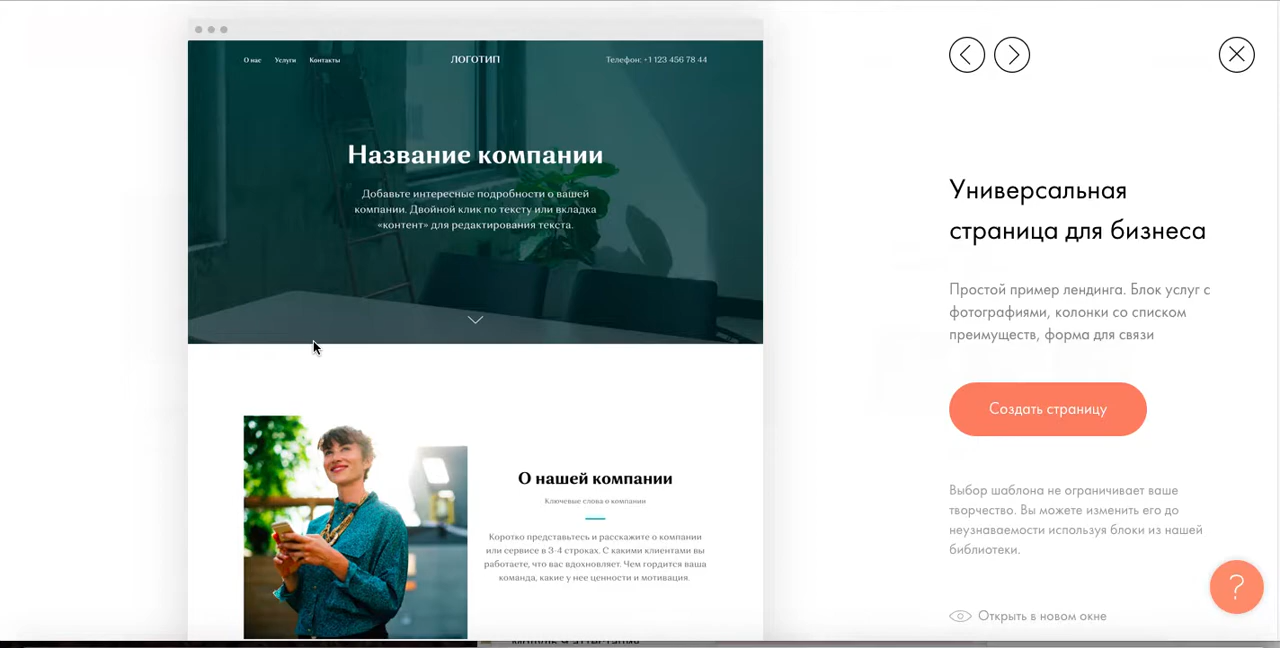 О нас Услуги Контакты ЛОГОТИП Телефон: +1 123 456 78 44
Название компании
Добавьте интересные подробности о вашей
компании. Двойной клик по тексту или вкладка
«контент» для редактирования текста.
О нашей компании
Ключевые слова о компании
Коротко представьтесь и расскажите о компании
или сервисе в 3-4 строках. С какими клиентами вы
работаете, что вас вдохновляет. Чем гордится ваша
команда, какие у нее ценности и мотивация.
Универсальная
страница для бизнеса
Простой пример лендинга. Блок услуг с
фотографиями, колонки со списком
преимуществ, форма для связи
Создать страницу
Выбор шаблона не ограничивает ваше
творчество. Вы можете изменить его до
неузнаваемости используя блоки из нашей
библиотеки.
?
Открыть в новом окне